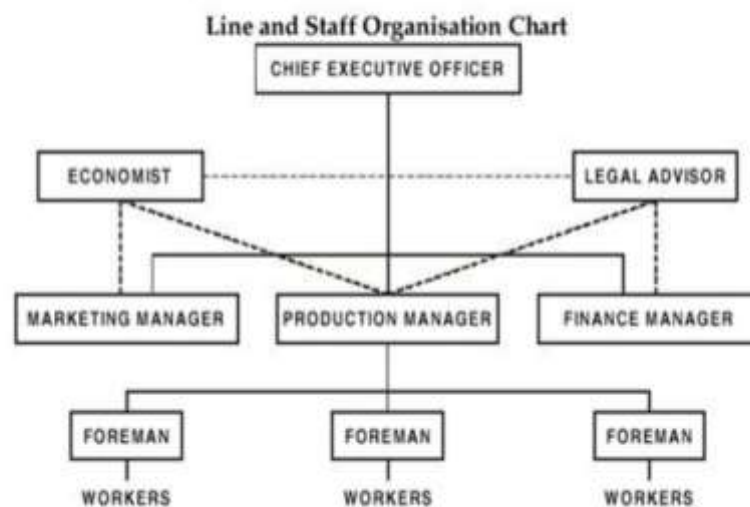 Line and Staff Organisation Chart
CHIEF EXECUTIVE OFFICER
ECONOMIST
LEGAL ADVISOR
MARKETING MANAGER
PRODUCTION MANAGER
FINANCE MANAGER
FOREMAN
FOREMAN
FOREMAN
WORKERS
WORKERS
WORKERS